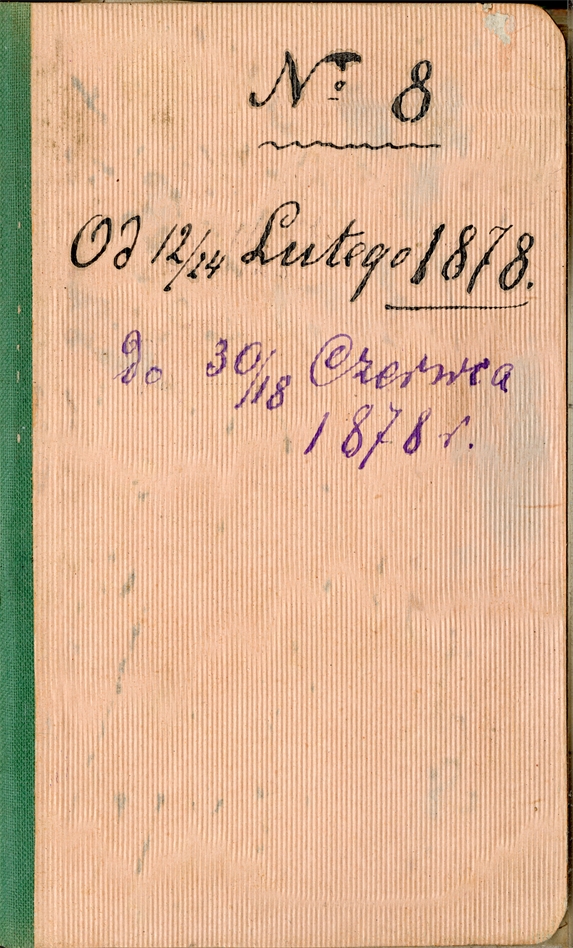 No 8
Od 12/24 Lutego 1878.
Do 30/18 Czerwca
1878 r.